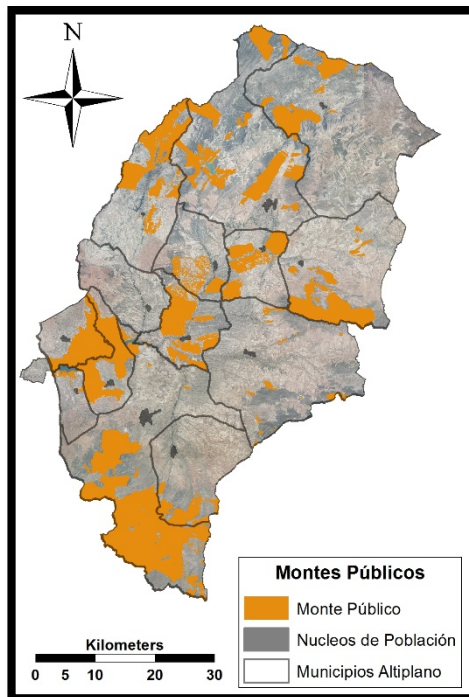 N
Montes Públicos
Monte Público
Nucleos de Población
Municipios Altiplano
Kilometers
0 5 10 20 30